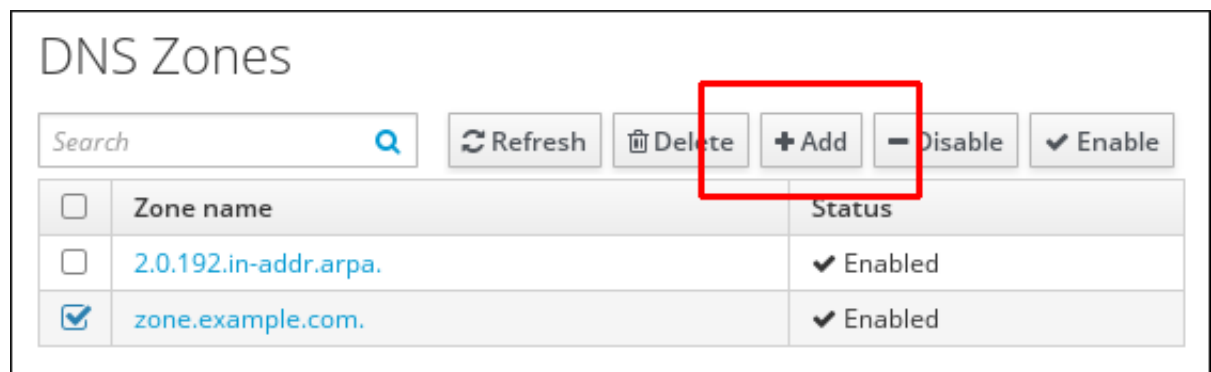 DNS Zones
Search Refresh Delete Add Disable Enable
Zone name Status
2.0.192.in-addr.arpa. Enabled
zone.example.com. Enabled